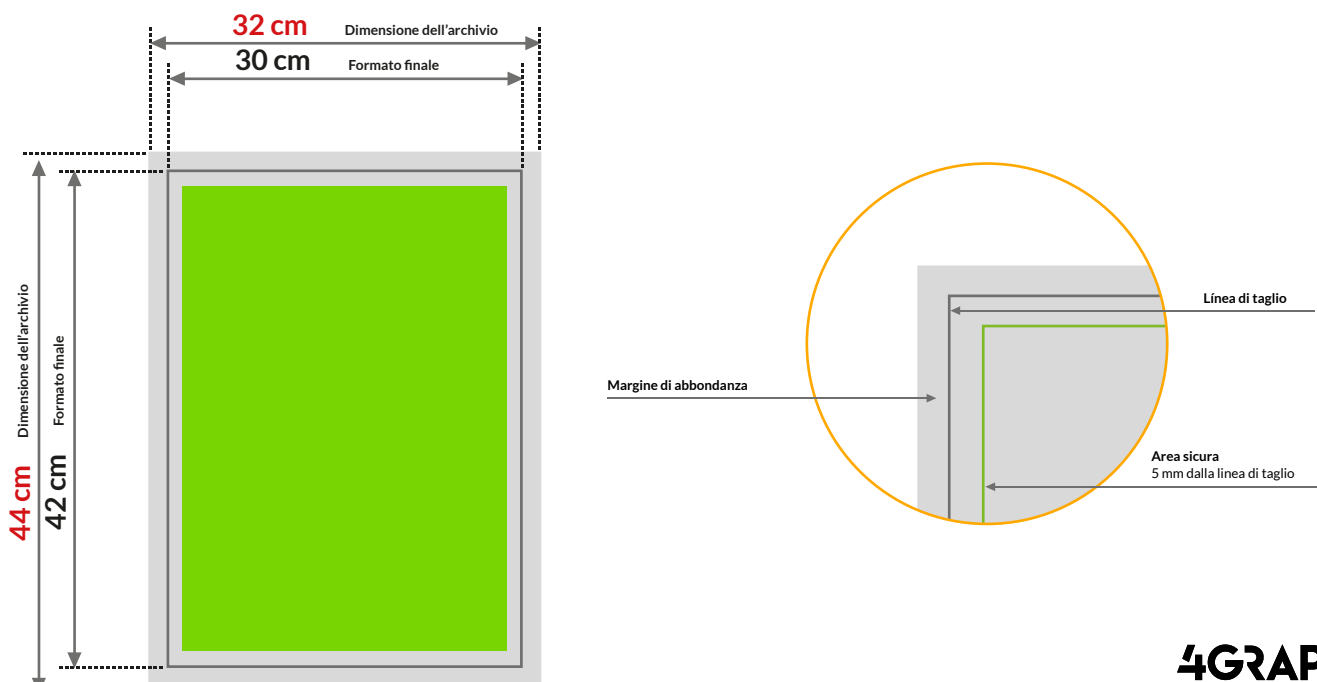 32 cm Dimensione dell'archivio
30 cm Formato finale
44 cm Dimensione dell'archivio
42 cm Formato finale
Línea di taglio
Margine di abbondanza
Area sicura
5 mm dalla linea di taglio
4GRAP